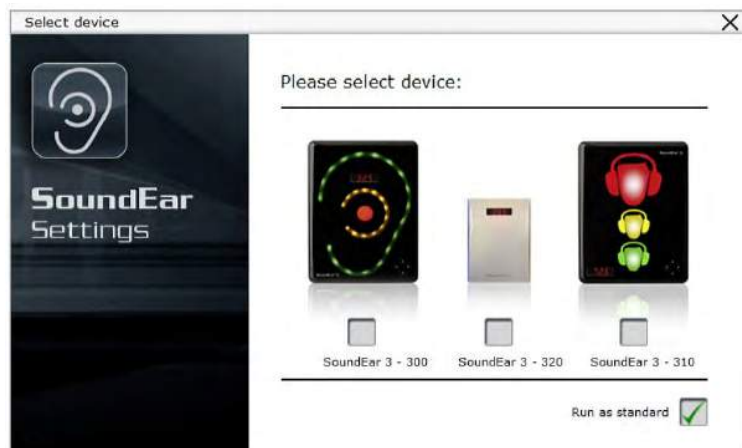 Select device
SoundEar
Settings
Please select device:
SoundEar 3 - 300
SoundEar 3 - 320
SoundEar 3 - 310
Run as standard